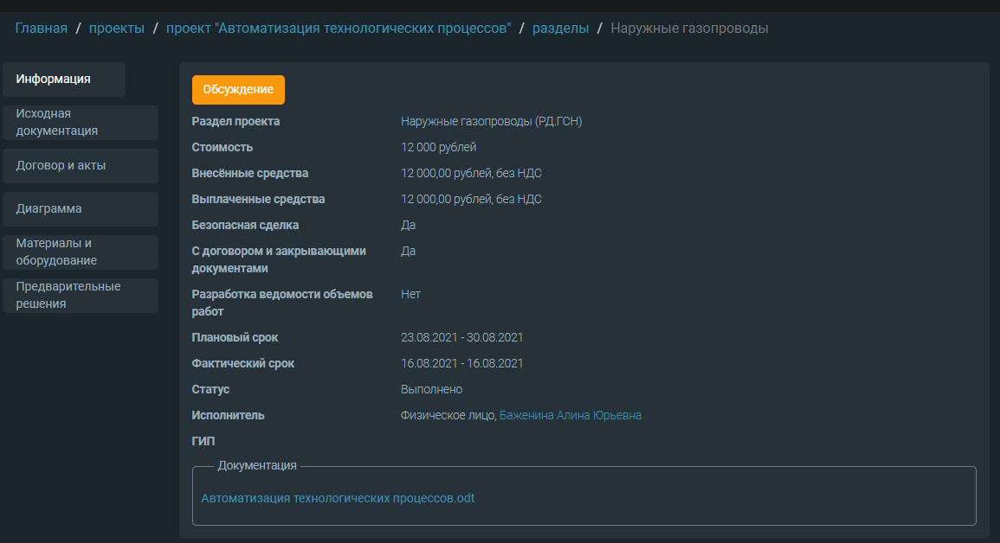 Главная / проекты / проект "Автоматизация технологических процессов" / разделы / Наружные газопроводы
Информация
Исходная
документация
Договор и акты
Диаграмма
Материалы и
оборудование
Предварительные
решения
Обсуждение
Раздел проекта Наружные газопроводы (РД.ГСН)
Стоимость 12 000 рублей
Внесённые средства 12 000,00 рублей, без НДС
Выплаченные средства 12 000,00 рублей, без НДС
Безопасная сделка Да
С договором и закрывающими Да
документами
Разработка ведомости объемов Нет
работ
Плановый срок 23.08.2021 - 30.08.2021
Фактический срок 16.08.2021 - 16.08.2021
Статус Выполнено
Исполнитель Физическое лицо, Баженина Алина Юрьевна
ГИП
Документация
Автоматизация технологических процессов.odt